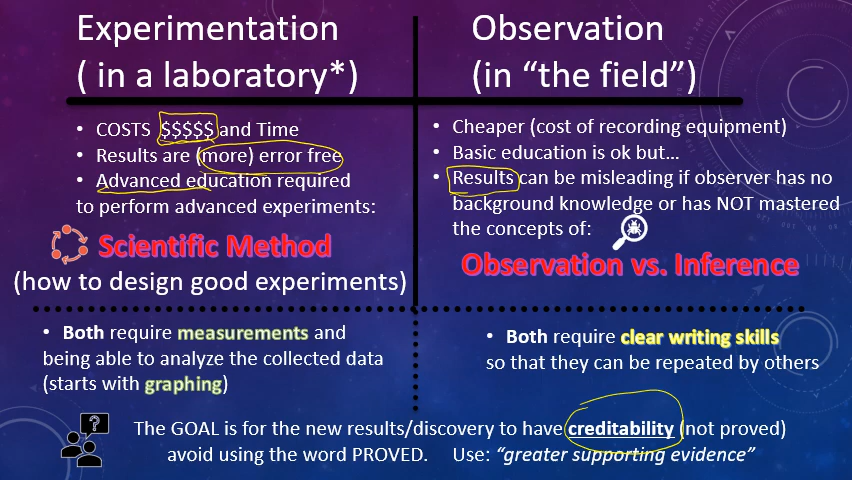 Experimentation
( in a laboratory*)
• COSTS $$$$$ and Time
• Results are (more) error free
• Advanced education required
to perform advanced experiments:
Scientific Method
(how to design good experiments)
Observation
(in “the field”)
• Cheaper (cost of recording equipment)
• Basic education is ok but…
• Results can be misleading if observer has no
background knowledge or has NOT mastered
the concepts of:
Observation vs. Inference
• Both require measurements and
being able to analyze the collected data
(starts with graphing)
• Both require clear writing skills
so that they can be repeated by others
?
The GOAL is for the new results/discovery to have creditability (not proved)
avoid using the word PROVED. Use: “greater supporting evidence”